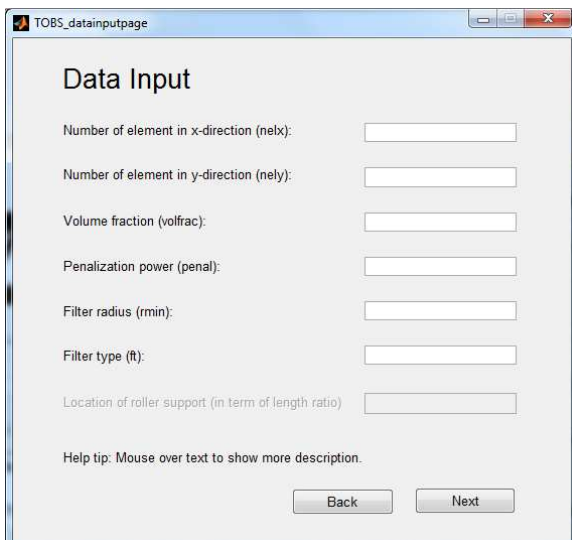 TOBS_datainputpage
Data Input
Number of element in x-direction (nelx):
Number of element in y-direction (nely):
Volume fraction (volfrac):
Penalization power (penal):
Filter radius (rmin):
Filter type (ft):
Location of roller support (in term of length ratio)
Help tip: Mouse over text to show more description.
Back Next